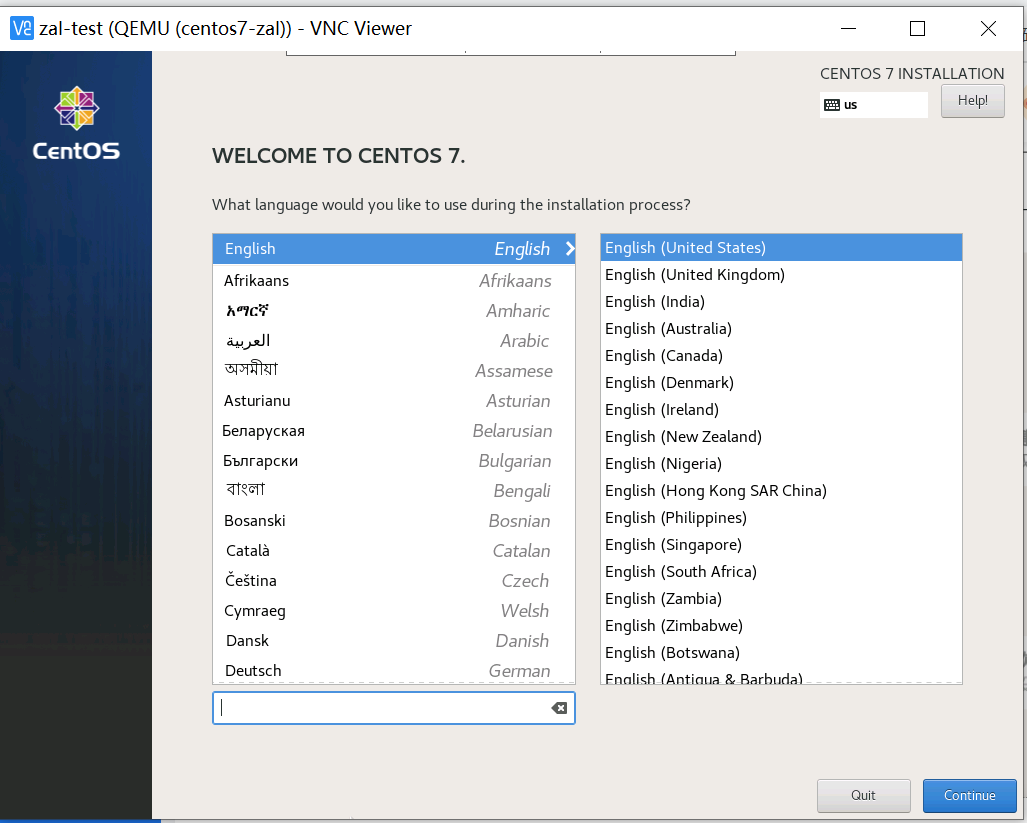 zal-test (QEMU (centos7-zal)) - VNC Viewer
CentOS
CENTOS 7 INSTALLATION
us
Help!
WELCOME TO CENTOS 7.
What language would you like to use during the installation process?
English English
Afrikaans Afrikaans
አማርኛ Amharic
العربية Arabic
অসমীয়া Assamese
Asturianu Asturian
Беларуская Belarusian
Български Bulgarian
বাংলা Bengali
Bosanski Bosnian
Català Catalan
Čeština Czech
Cymraeg Welsh
Dansk Danish
Deutsch German
English (United States)
English (United Kingdom)
English (India)
English (Australia)
English (Canada)
English (Denmark)
English (Ireland)
English (New Zealand)
English (Nigeria)
English (Hong Kong SAR China)
English (Philippines)
English (Singapore)
English (South Africa)
English (Zambia)
English (Zimbabwe)
English (Botswana)
English (Antigua & Barbuda)
Quit
Continue